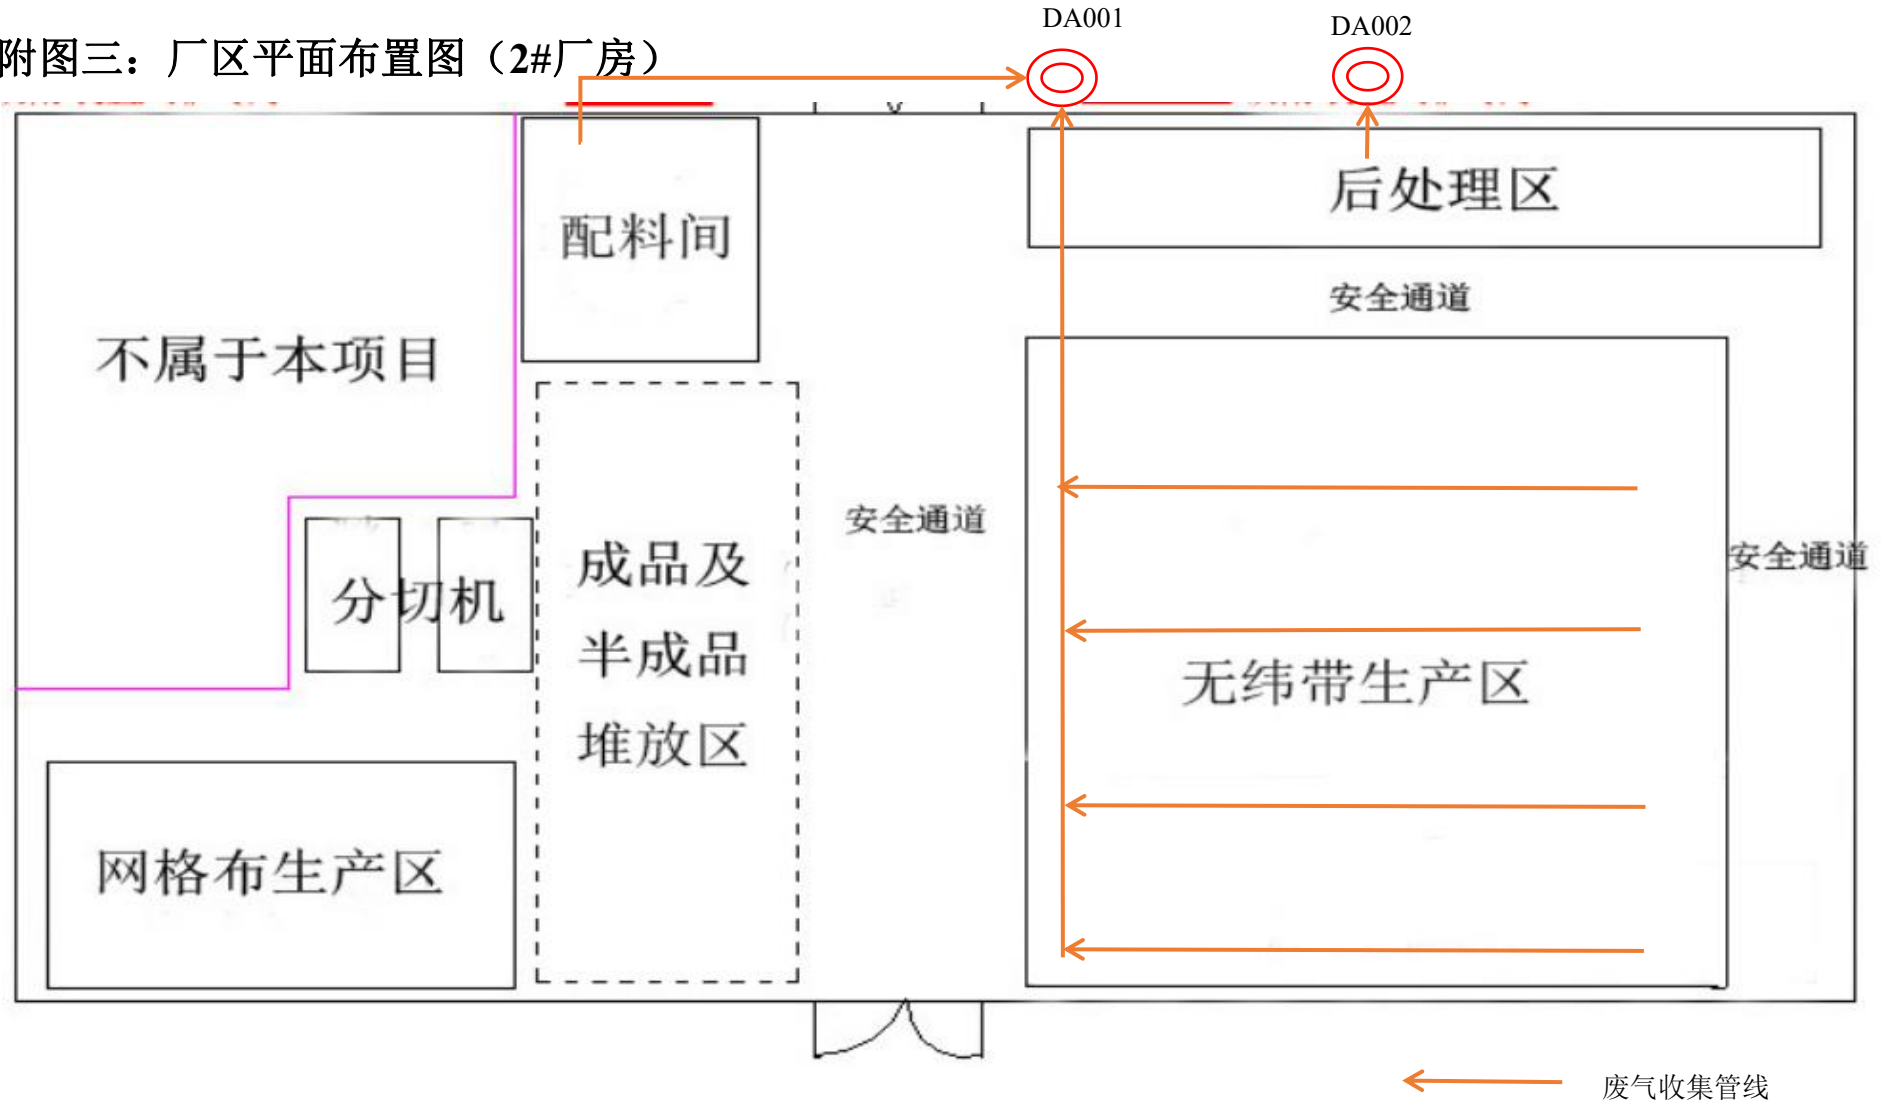 DA001
DA002
附图三：厂区平面布置图（2#厂房）
后处理区
配料间
安全通道
不属于本项目
安全通道
安全通道
成品及
半成品
堆放区
分切机
无纬带生产区
网格布生产区
废气收集管线